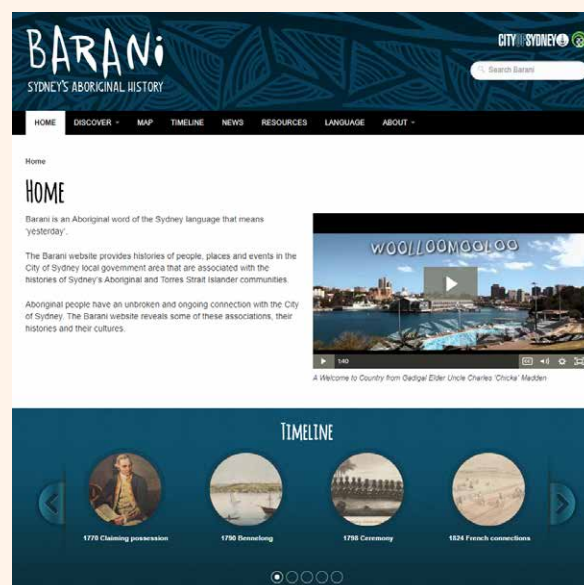 BARANi
SYDNEY'S ABORIGINAL HISTORY
CITY OF SYDNEY
Search Barani
HOME DISCOVER MAP TIMELINE NEWS RESOURCES LANGUAGE ABOUT
Home
HOME
Barani is an Aboriginal word of the Sydney language that means
'yesterday'.
The Barani website provides histories of people, places and events in the
City of Sydney local government area that are associated with the
histories of Sydney's Aboriginal and Torres Strait Islander communities.
Aboriginal people have an unbroken and ongoing connection with the City
of Sydney. The Barani website reveals some of these associations, their
histories and their cultures.
WOOLLOOMOOLOO
1:40
CC
A Welcome to Country from Gadigal Elder Uncle Charles 'Chicka' Madden
TIMELINE
1770 Claiming possession 1790 Bennelong 1798 Ceremony 1824 French connections